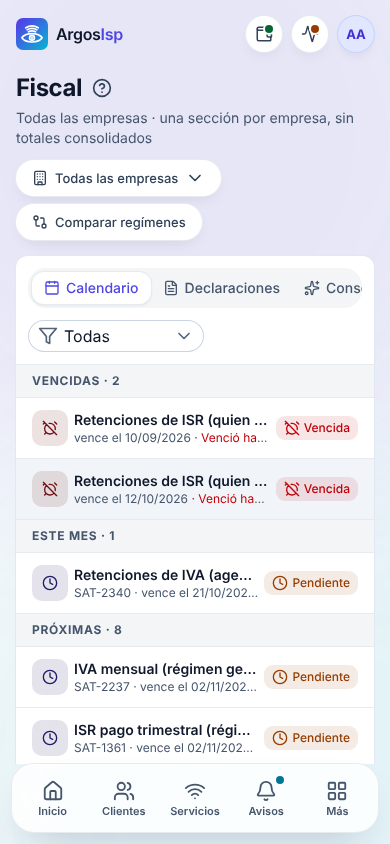 ArgosIsp
AA
Fiscal
Todas las empresas · una sección por empresa, sin
totales consolidados
Todas las empresas
Comparar regímenes
Calendario
Declaraciones
Cons
Todas
VENCIDAS · 2
Retenciones de ISR (quien ...
vence el 10/09/2026 · Venció ha...
Vencida
Retenciones de ISR (quien ...
vence el 12/10/2026 · Venció ha...
Vencida
ESTE MES · 1
Retenciones de IVA (age...
SAT-2340 · vence el 21/10/202...
Pendiente
PRÓXIMAS · 8
IVA mensual (régimen ge...
SAT-2237 · vence el 02/11/202...
Pendiente
ISR pago trimestral (régi...
SAT-1361 · vence el 02/11/202...
Pendiente
Inicio
Clientes
Servicios
Avisos
Más